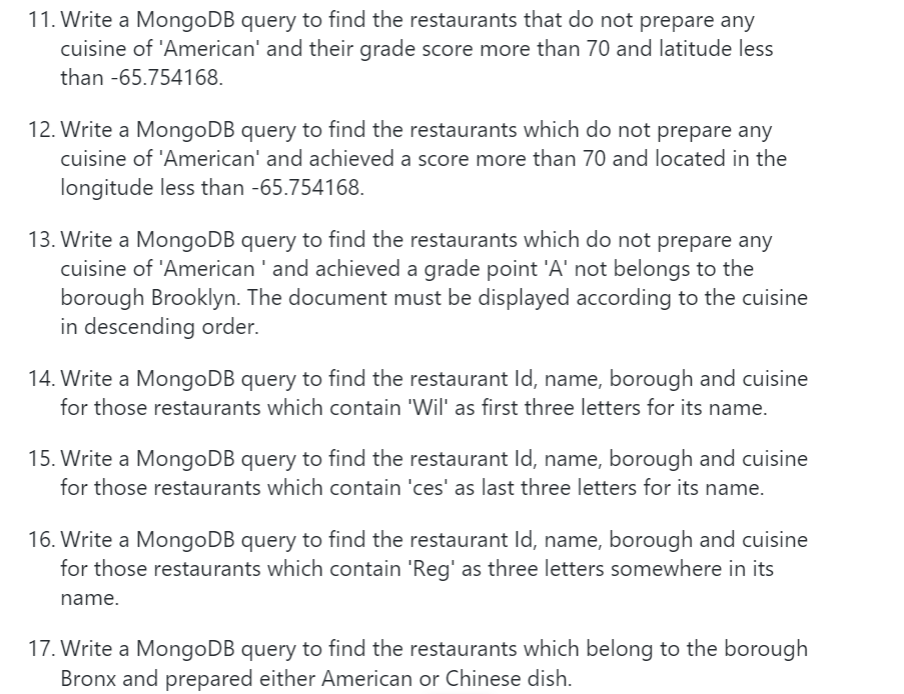 11. Write a MongoDB query to find the restaurants that do not prepare any
cuisine of 'American' and their grade score more than 70 and latitude less
than -65.754168.
12. Write a MongoDB query to find the restaurants which do not prepare any
cuisine of 'American' and achieved a score more than 70 and located in the
longitude less than -65.754168.
13. Write a MongoDB query to find the restaurants which do not prepare any
cuisine of 'American ' and achieved a grade point 'A' not belongs to the
borough Brooklyn. The document must be displayed according to the cuisine
in descending order.
14. Write a MongoDB query to find the restaurant Id, name, borough and cuisine
for those restaurants which contain 'Wil' as first three letters for its name.
15. Write a MongoDB query to find the restaurant Id, name, borough and cuisine
for those restaurants which contain 'ces' as last three letters for its name.
16. Write a MongoDB query to find the restaurant Id, name, borough and cuisine
for those restaurants which contain 'Reg' as three letters somewhere in its
name.
17. Write a MongoDB query to find the restaurants which belong to the borough
Bronx and prepared either American or Chinese dish.